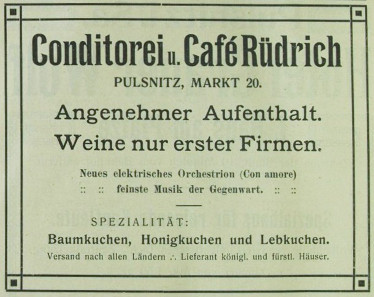 Conditorei u. Café Rüdrich
PULSNITZ, MARKT 20.
Angenehmer Aufenthalt.
Weine nur erster Firmen.
Neues elektrisches Orchestrion (Con amore)
:: :: feinste Musik der Gegenwart. :: ::
SPEZIALITÄT:
Baumkuchen, Honigkuchen und Lebkuchen.
Versand nach allen Ländern ∴ Lieferant königl. und fürstl. Häuser.